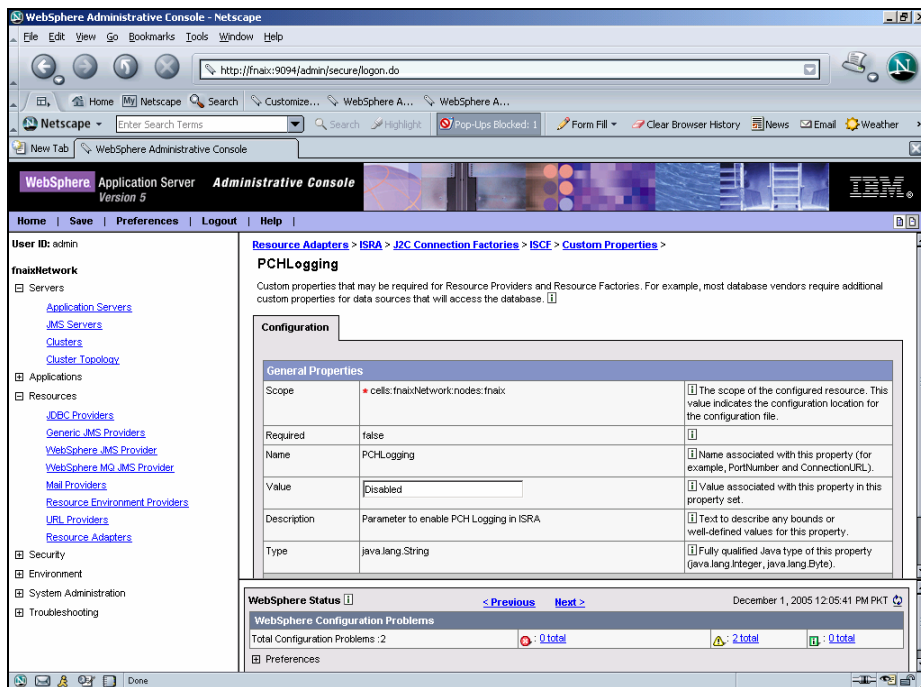 WebSphere Administrative Console - Netscape
File Edit View Go Bookmarks Tools Window Help
http://fnaix:9094/admin/secure/logon.do
Home My Netscape Search Customize... WebSphere A... WebSphere A...
Netscape Enter Search Terms Search Highlight Pop-Ups Blocked: 1 Form Fill Clear Browser History News Email Weather
New Tab WebSphere Administrative Console
WebSphere Application Server Administrative Console
Version 5
IBM
Home | Save | Preferences | Logout | Help |
User ID: admin
fnaixNetwork
Servers
Application Servers
JMS Servers
Clusters
Cluster Topology
Applications
Resources
JDBC Providers
Generic JMS Providers
WebSphere JMS Provider
WebSphere MQ JMS Provider
Mail Providers
Resource Environment Providers
URL Providers
Resource Adapters
Security
Environment
System Administration
Troubleshooting
Resource Adapters > ISRA > J2C Connection Factories > ISCF > Custom Properties >
PCHLogging
Custom properties that may be required for Resource Providers and Resource Factories. For example, most database vendors require additional
custom properties for data sources that will access the database. i
Configuration
General Properties
Scope * cells:fnaixNetwork:nodes:fnaix i The scope of the configured resource. This
value indicates the configuration location for
the configuration file.
Required false i
Name PCHLogging i Name associated with this property (for
example, PortNumber and ConnectionURL).
Value Disabled i Value associated with this property in this
property set.
Description Parameter to enable PCH Logging in ISRA i Text to describe any bounds or
well-defined values for this property.
Type java.lang.String i Fully qualified Java type of this property
(java.lang.Integer, java.lang.Byte).
WebSphere Status i < Previous Next > December 1, 2005 12:05:41 PM PKT
WebSphere Configuration Problems
Total Configuration Problems :2 : 0 total : 2 total : 0 total
Preferences
Done